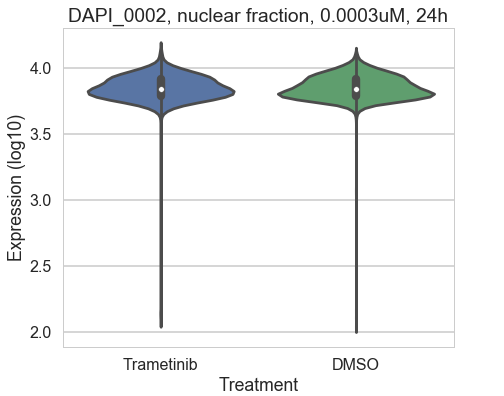 DAPI_0002, nuclear fraction, 0.0003uM, 24h
Expression (log10)
4.0
3.5
3.0
2.5
2.0
Trametinib
DMSO
Treatment